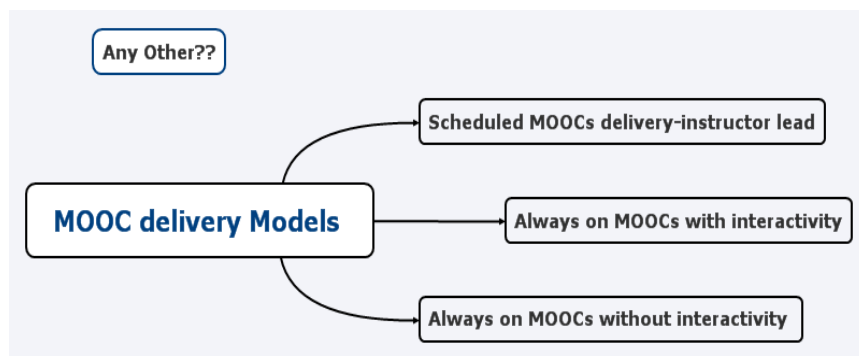 Any Other??
Scheduled MOOCs delivery-instructor lead
MOOC delivery Models
Always on MOOCs with interactivity
Always on MOOCs without interactivity